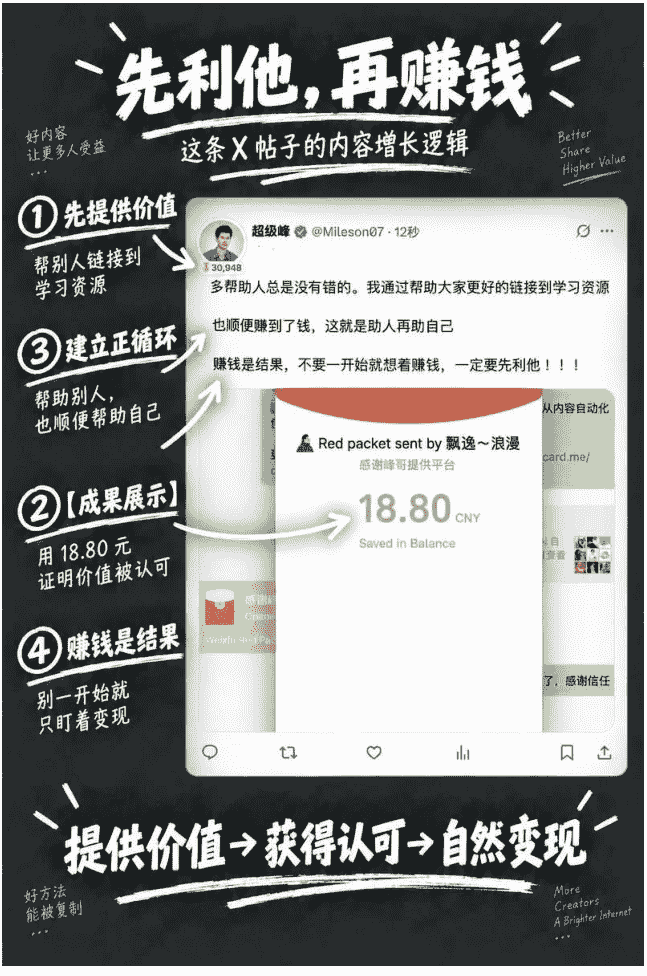 先利他,再赚钱
这条 X 帖子的内容增长逻辑
好内容
让更多人受益
...
Better
Share
Higher Value
① 先提供价值
帮别人链接到
学习资源
③ 建立正循环
帮助别人,
也顺便帮助自己
② 【成果展示】
用 18.80 元
证明价值被认可
④ 赚钱是结果
别一开始就
只盯着变现
超级峰 @Mileson07 · 12秒
30,948
多帮助人总是没有错的。我通过帮助大家更好的链接到学习资源
也顺便赚到了钱,这就是助人再助自己
赚钱是结果,不要一开始就想着赚钱,一定要先利他!!!
从内容自动化
card.me/
Red packet sent by 飘逸～浪漫
感谢峰哥提供平台
18.80 CNY
Saved in Balance
自
查看
感谢峰
Opene
Weixin Red Pac
了,感谢信任
提供价值→获得认可→自然变现
好方法
能被复制
...
More
Creators
A Brighter Internet
...